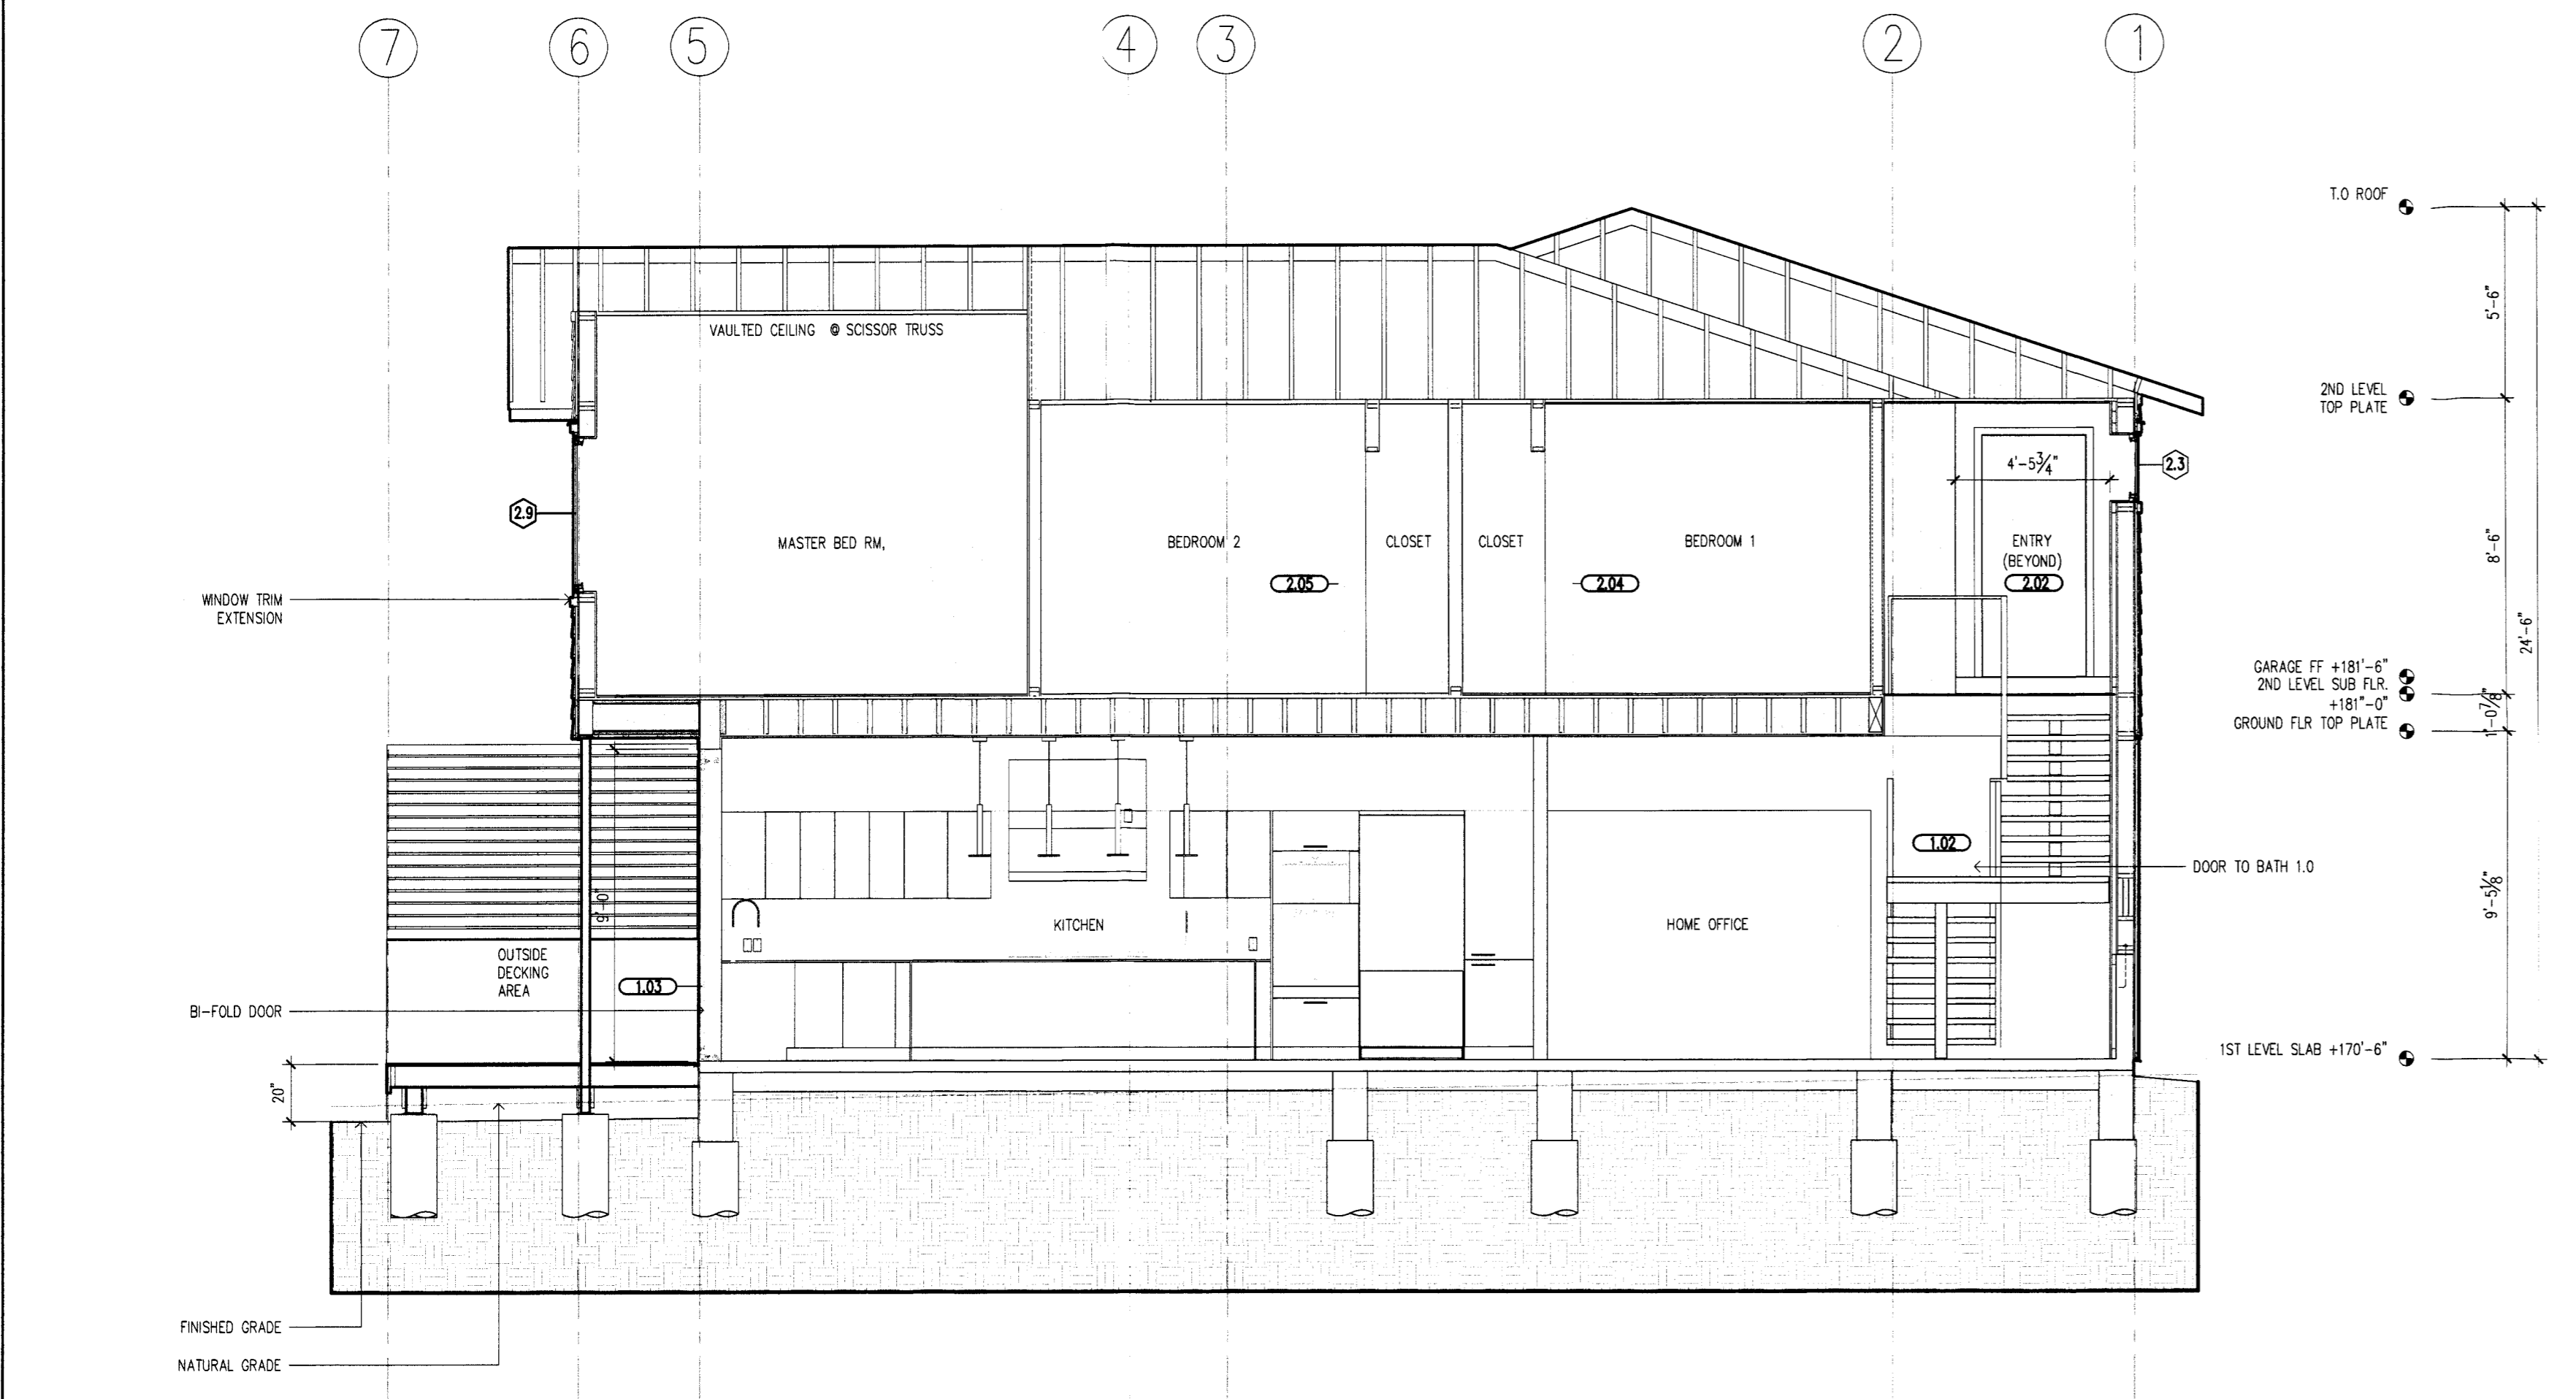 7 6 5 4 3 2 1
T.O ROOF
5'-6"
VAULTED CEILING @ SCISSOR TRUSS
2ND LEVEL
TOP PLATE
4'-5¾"
2.3
2.9
MASTER BED RM,
BEDROOM 2
CLOSET
CLOSET
BEDROOM 1
ENTRY
(BEYOND)
2.02
8'-6"
2.05
2.04
WINDOW TRIM
EXTENSION
24'-6"
GARAGE FF +181'-6"
2ND LEVEL SUB FLR.
+181"-0"
GROUND FLR TOP PLATE
1'-0⅞"
1.02
DOOR TO BATH 1.0
9'-5⅛"
9'-0"
KITCHEN
HOME OFFICE
OUTSIDE
DECKING
AREA
1.03
BI-FOLD DOOR
1ST LEVEL SLAB +170'-6"
20"
FINISHED GRADE
NATURAL GRADE